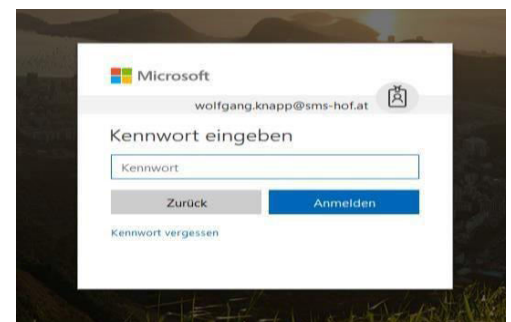 Microsoft
wolfgang.knapp@sms-hof.at
Kennwort eingeben
Kennwort
Zurück
Anmelden
Kennwort vergessen